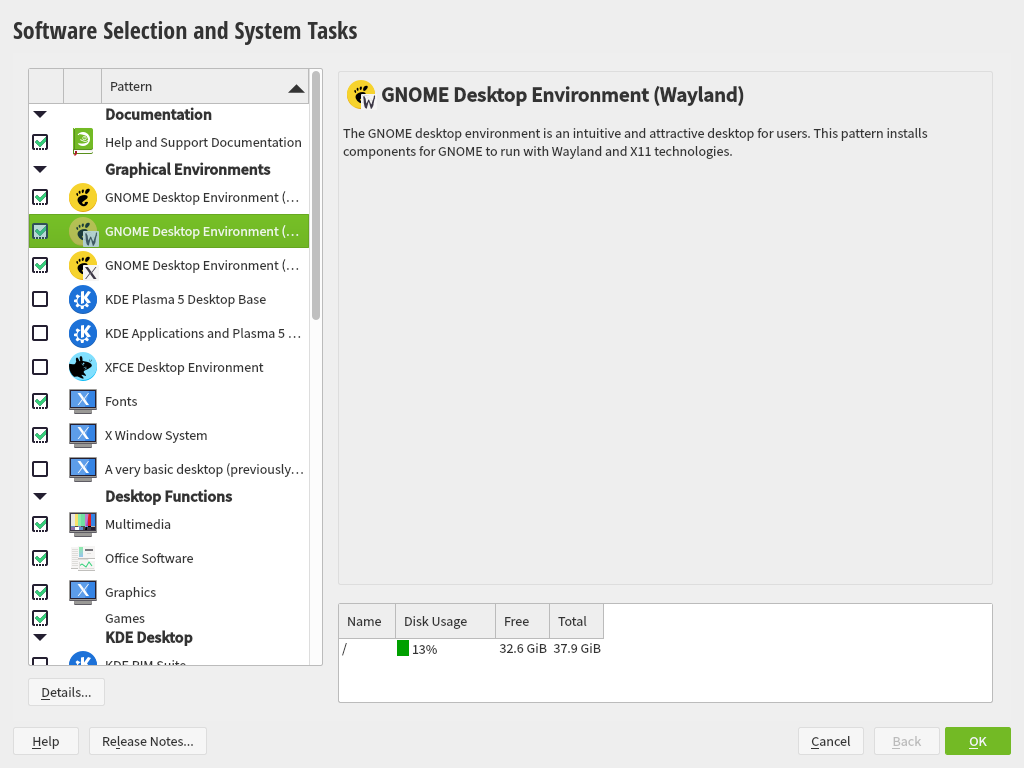 Software Selection and System Tasks
Pattern
Documentation
Help and Support Documentation
Graphical Environments
GNOME Desktop Environment (...
GNOME Desktop Environment (...
GNOME Desktop Environment (...
KDE Plasma 5 Desktop Base
KDE Applications and Plasma 5 ...
XFCE Desktop Environment
Fonts
X Window System
A very basic desktop (previously...
Desktop Functions
Multimedia
Office Software
Graphics
Games
KDE Desktop
KDE PIM Suite
Details...
GNOME Desktop Environment (Wayland)
The GNOME desktop environment is an intuitive and attractive desktop for users. This pattern installs
components for GNOME to run with Wayland and X11 technologies.
Name Disk Usage Free Total
/ 13% 32.6 GiB 37.9 GiB
Help Release Notes... Cancel Back OK